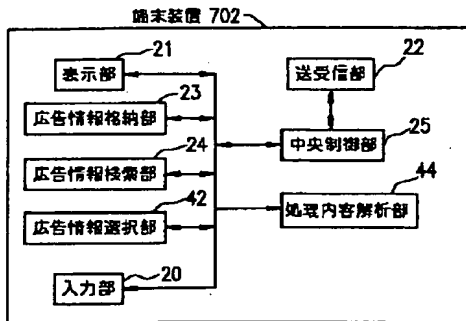 端末装置 702
21
表示部
22
送受信部
23
広告情報格納部
25
中央制御部
24
広告情報検索部
44
処理内容解析部
42
広告情報選択部
20
入力部